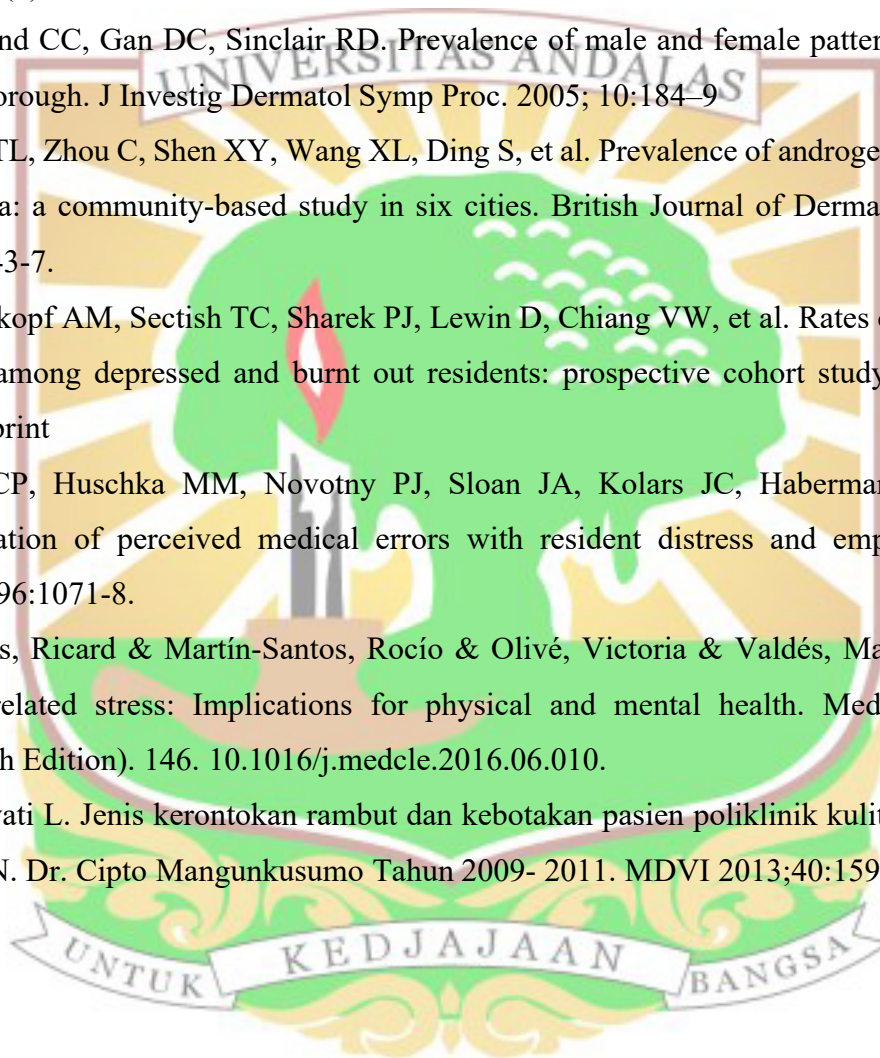 UNIVERSITAS ANDALAS
nd CC, Gan DC, Sinclair RD. Prevalence of male and female patter
orough. J Investig Dermatol Symp Proc. 2005; 10:184–9
TL, Zhou C, Shen XY, Wang XL, Ding S, et al. Prevalence of androge
a: a community-based study in six cities. British Journal of Derma
-3-7.
kopf AM, Sectish TC, Sharek PJ, Lewin D, Chiang VW, et al. Rates
among depressed and burnt out residents: prospective cohort study
print
CP, Huschka MM, Novotny PJ, Sloan JA, Kolars JC, Haberman
ation of perceived medical errors with resident distress and emp
96:1071-8.
s, Ricard & Martín-Santos, Rocío & Olivé, Victoria & Valdés, Ma
related stress: Implications for physical and mental health. Med
h Edition). 146. 10.1016/j.medcle.2016.06.010.
vati L. Jenis kerontokan rambut dan kebotakan pasien poliklinik kulit
N. Dr. Cipto Mangunkusumo Tahun 2009- 2011. MDVI 2013;40:159
UNTUK KEDJAJAAN BANGSA